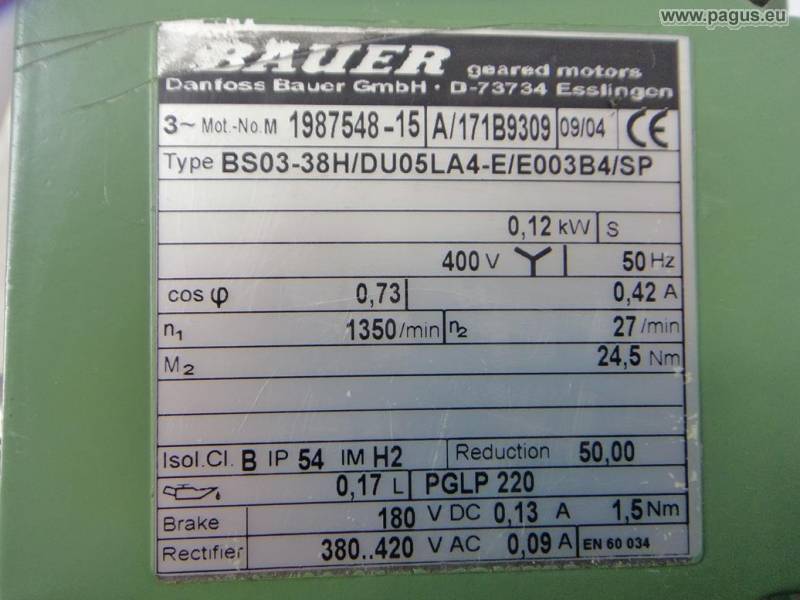 www.pagus.eu
BAUER geared motors
Danfoss Bauer GmbH · D-73734 Esslingen
3~ Mot.-No.M 1987548-15 A/171B9309 09/04 CE
Type BS03-38H/DU05LA4-E/E003B4/SP
0,12 kW S
400 V Y 50 Hz
cos φ 0,73 0,42 A
n₁ 1350/min n₂ 27/min
M₂ 24,5 Nm
Isol.Cl. B IP 54 IM H2 Reduction 50,00
0,17 L PGLP 220
Brake 180 V DC 0,13 A 1,5 Nm
Rectifier 380..420 V AC 0,09 A EN 60 034